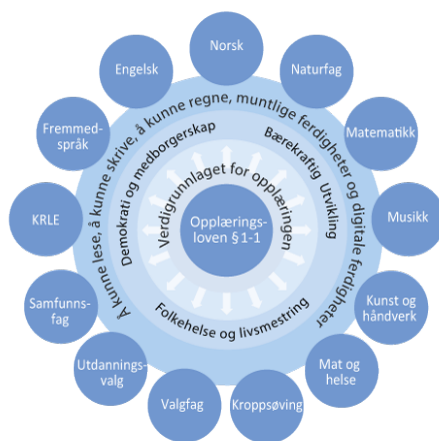 Norsk
Naturfag
Matematikk
Musikk
Kunst og
håndverk
Mat og
helse
Kroppsøving
Valgfag
Utdannings-
valg
Samfunns-
fag
KRLE
Fremmed-
språk
Engelsk
Å kunne lese, å kunne skrive, å kunne regne, muntlige ferdigheter og digitale ferdigheter
Demokrati og medborgerskap
Bærekraftig Utvikling
Folkehelse og livsmestring
Verdigrunnlaget for opplæringen
Opplærings-
loven § 1-1